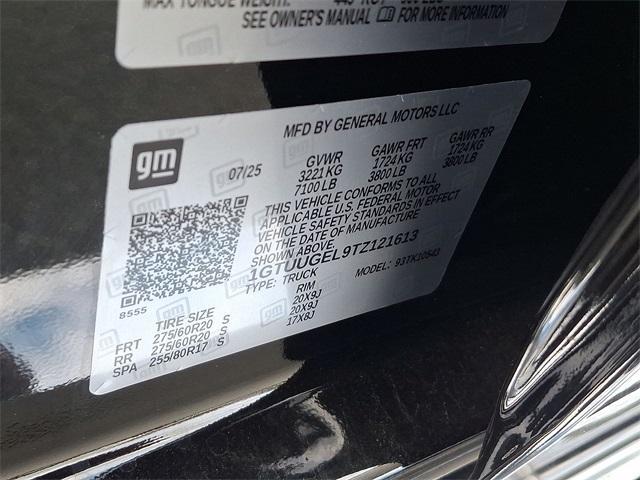 MAX TONGUE WEIGHT:
SEE OWNER'S MANUAL FOR MORE INFORMATION
MFD BY GENERAL MOTORS LLC
gm
07/25 GVWR GAWR FRT GAWR RR
3221 KG 1724 KG 1724 KG
7100 LB 3800 LB 3800 LB
THIS VEHICLE CONFORMS TO ALL
APPLICABLE U.S. FEDERAL MOTOR
VEHICLE SAFETY STANDARDS IN EFFECT
ON THE DATE OF MANUFACTURE
SHOWN ABOVE.
1GTUUGEL9TZ121613
TYPE: TRUCK MODEL: 93TK10543
8555
TIRE SIZE RIM
FRT 275/60R20 S 20X9J
RR 275/60R20 S 20X9J
SPA 255/80R17 S 17X8J